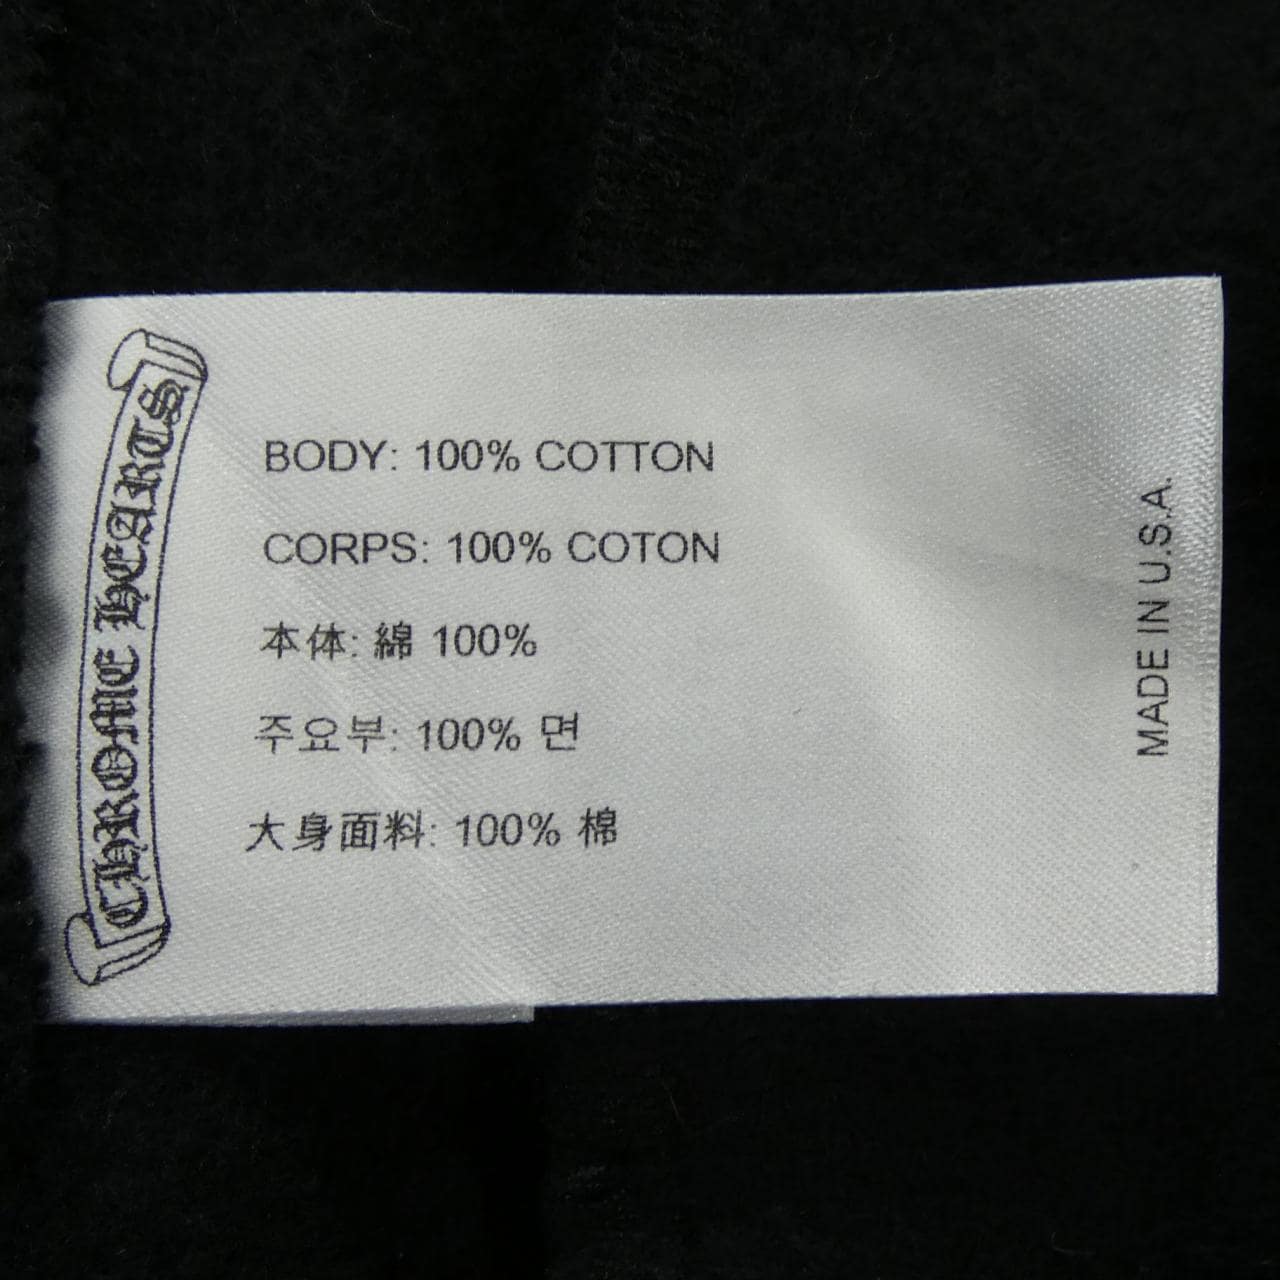 CHROME HEARTS
BODY: 100% COTTON
CORPS: 100% COTON
本体: 綿 100%
주요부: 100% 면
大身面料: 100% 棉
MADE IN U.S.A.